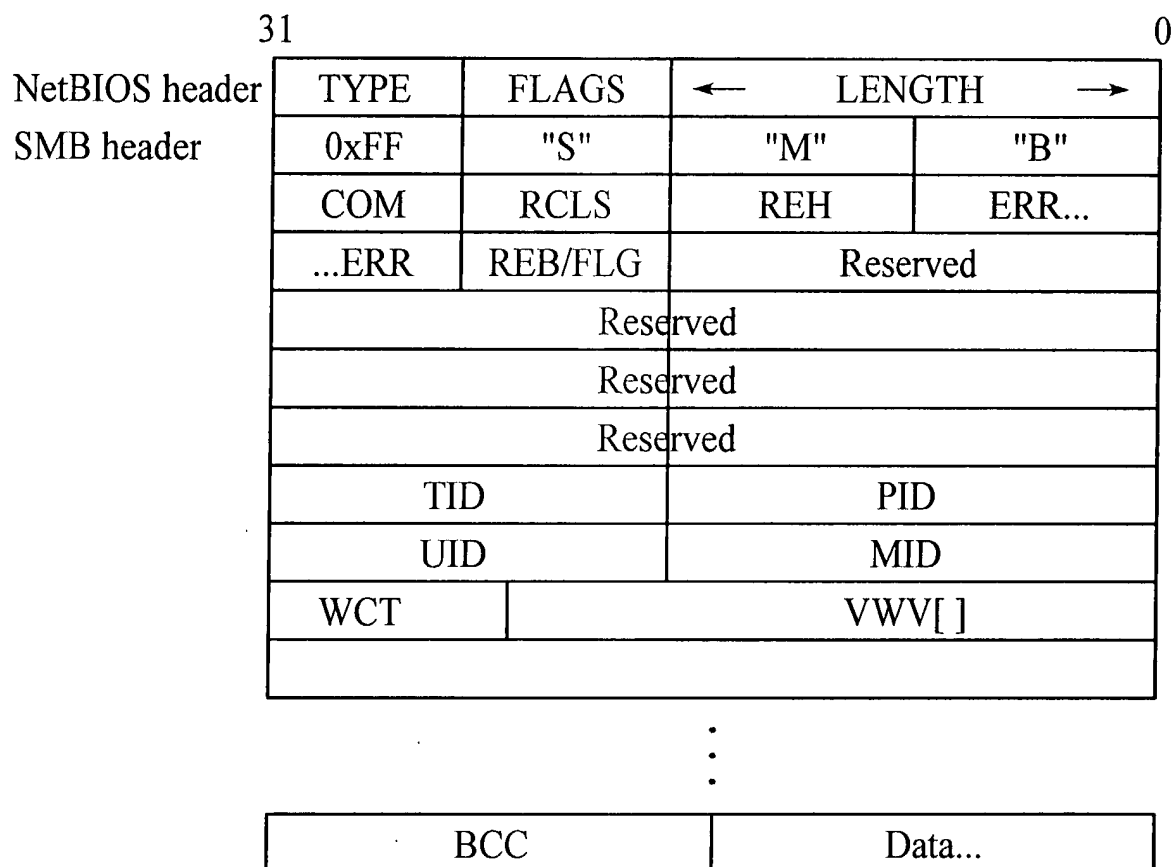 31 0
NetBIOS header TYPE FLAGS ← LENGTH →
SMB header 0xFF "S" "M" "B"
COM RCLS REH ERR...
...ERR REB/FLG Reserved
Reserved
Reserved
Reserved
TID PID
UID MID
WCT VWV[ ]
BCC Data...